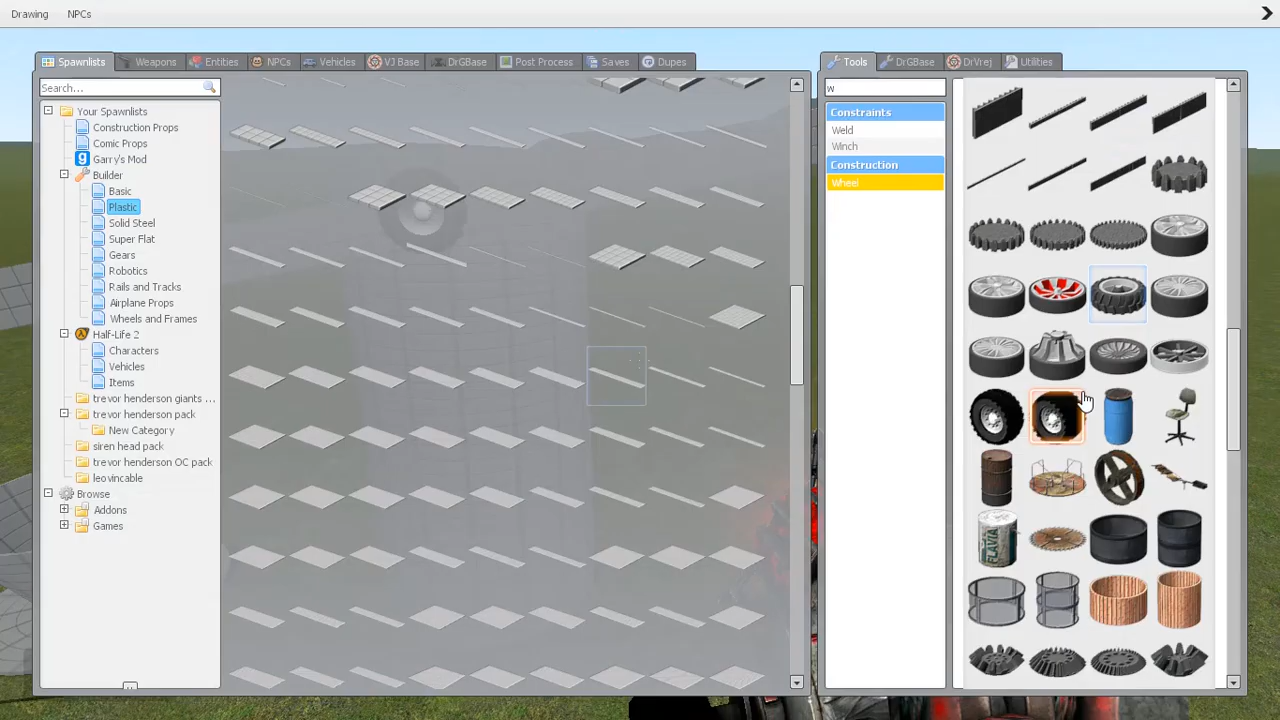 Drawing NPCs
Spawnlists Weapons Entities NPCs Vehicles VJ Base DrGBase Post Process Saves Dupes
Tools DrGBase DrVrej Utilities
Search...
w
Your Spawnlists
Construction Props
Comic Props
Garry's Mod
Builder
Basic
Plastic
Solid Steel
Super Flat
Gears
Robotics
Rails and Tracks
Airplane Props
Wheels and Frames
Half-Life 2
Characters
Vehicles
Items
trevor henderson giants ...
trevor henderson pack
New Category
siren head pack
trevor henderson OC pack
leovincable
Browse
Addons
Games
Constraints
Weld
Winch
Construction
Wheel